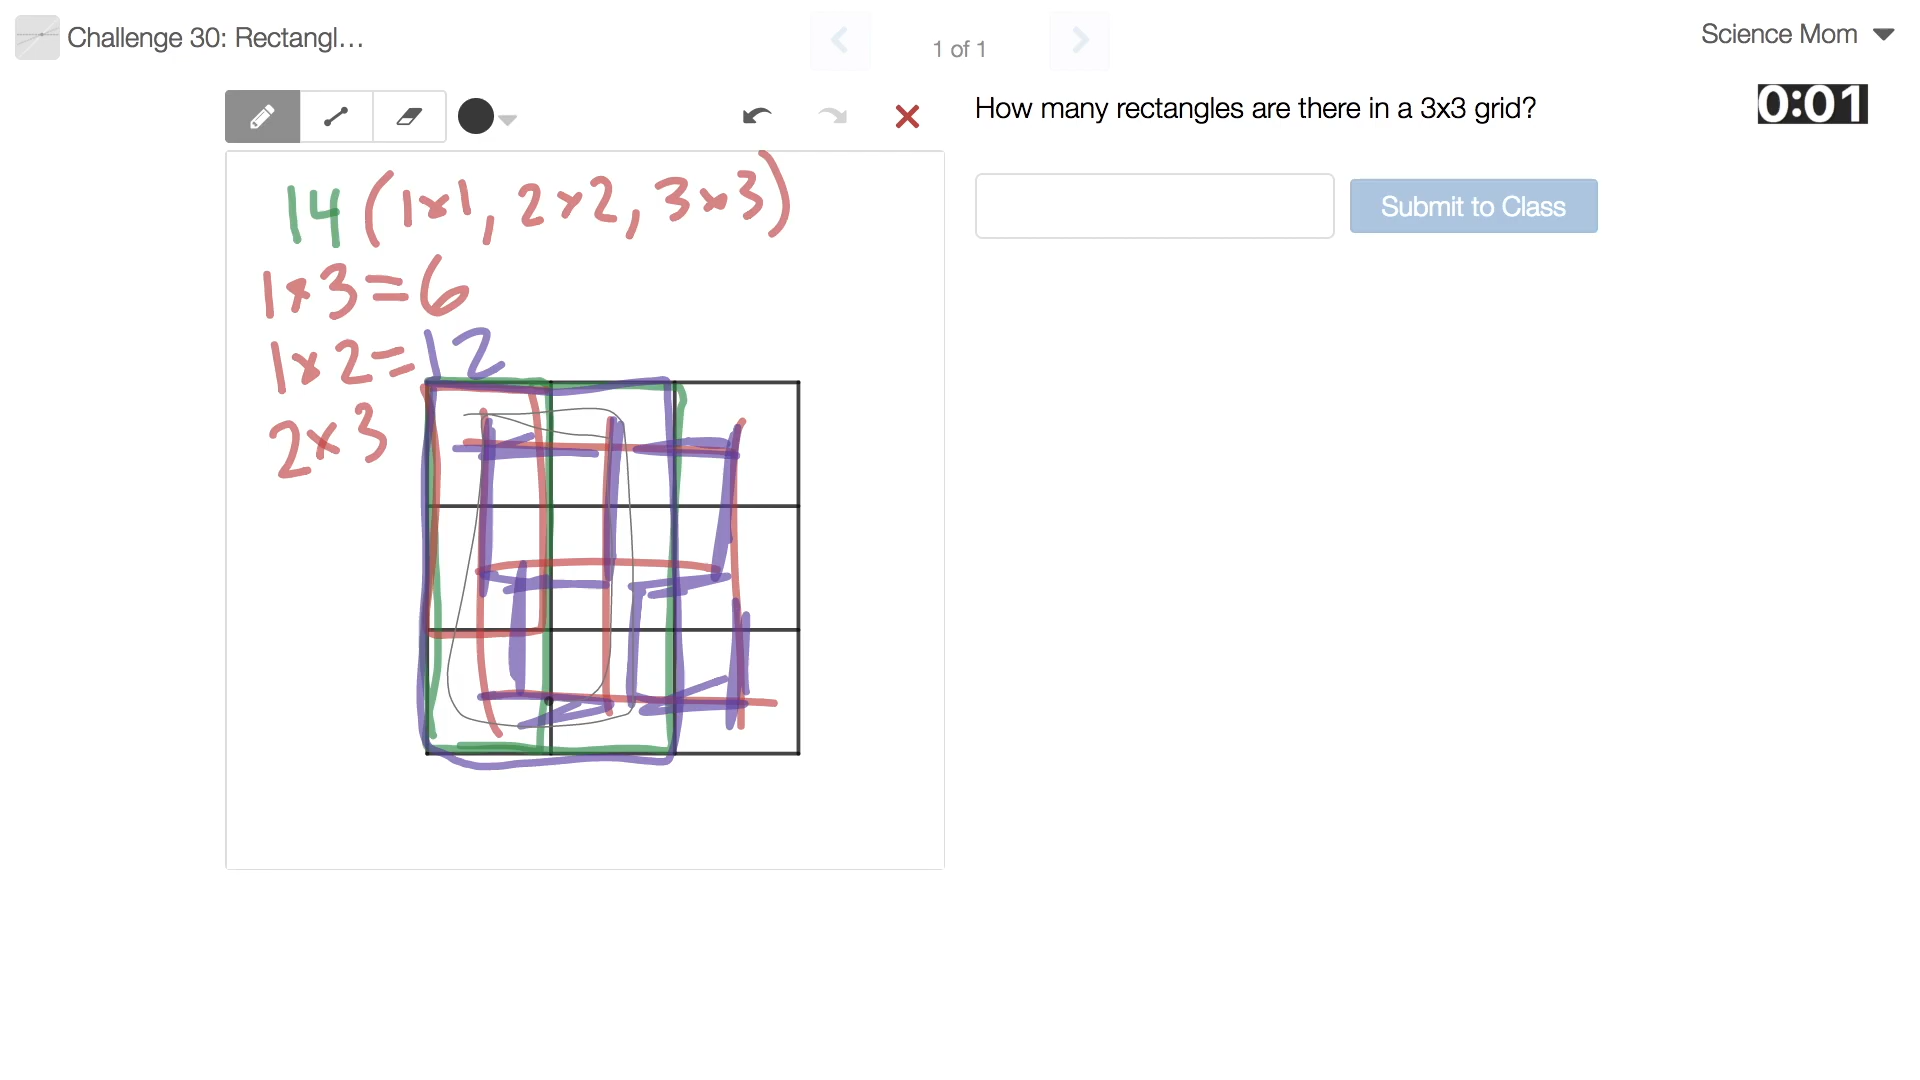 Challenge 30: Rectangl...
1 of 1
Science Mom
How many rectangles are there in a 3x3 grid?
0:01
Submit to Class
14 (1x1, 2x2, 3x3)
1x3=6
1x2=12
2x3